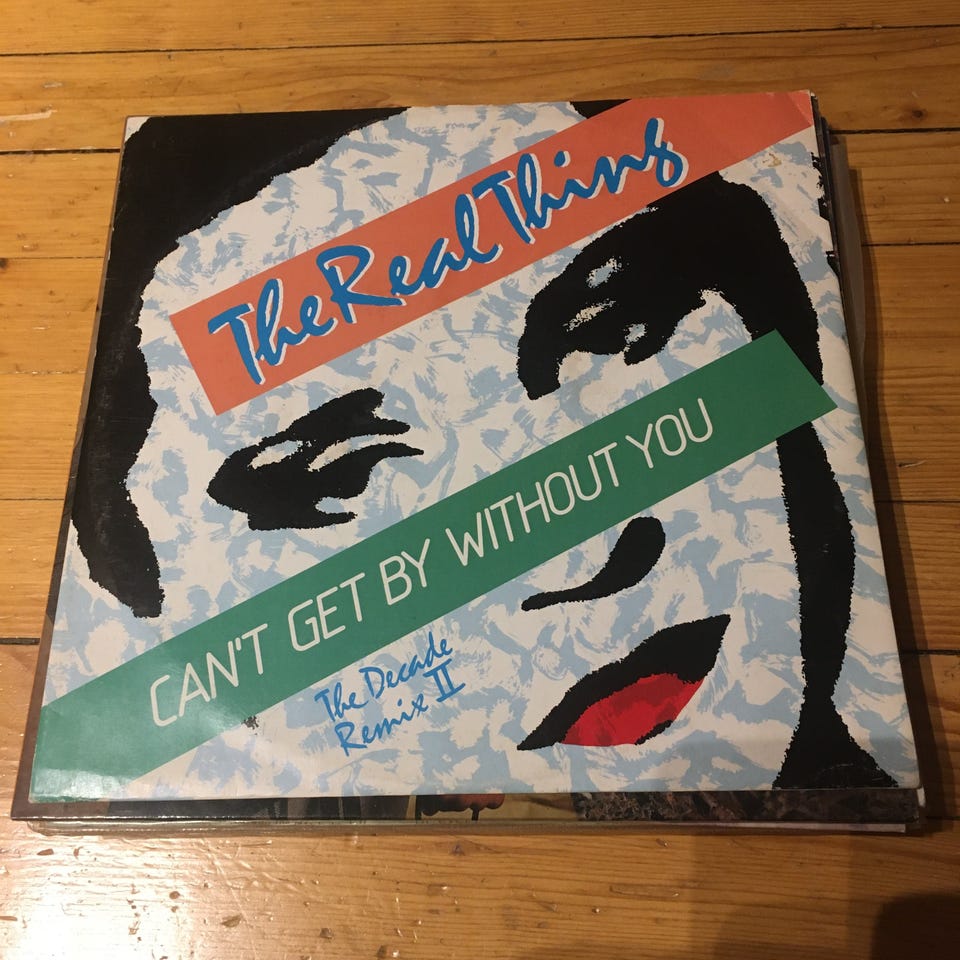 The Real Thing
CAN'T GET BY WITHOUT YOU
The Decade
Remix II